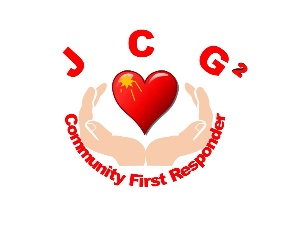 J C G²
Community First Responder